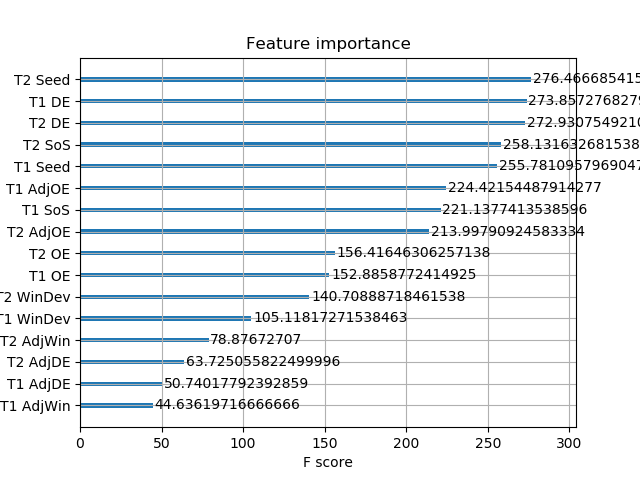 Feature importance
T2 Seed 276.466685415
T1 DE 273.8572768279
T2 DE 272.9307549210
T2 SoS 258.131632681538
T1 Seed 255.7810957969047
T1 AdjOE 224.42154487914277
T1 SoS 221.1377413538596
T2 AdjOE 213.99790924583334
T2 OE 156.41646306257138
T1 OE 152.8858772414925
T2 WinDev 140.70888718461538
T1 WinDev 105.11817271538463
T2 AdjWin 78.87672707
T2 AdjDE 63.725055822499996
T1 AdjDE 50.74017792392859
T1 AdjWin 44.63619716666666
0 50 100 150 200 250 300
F score